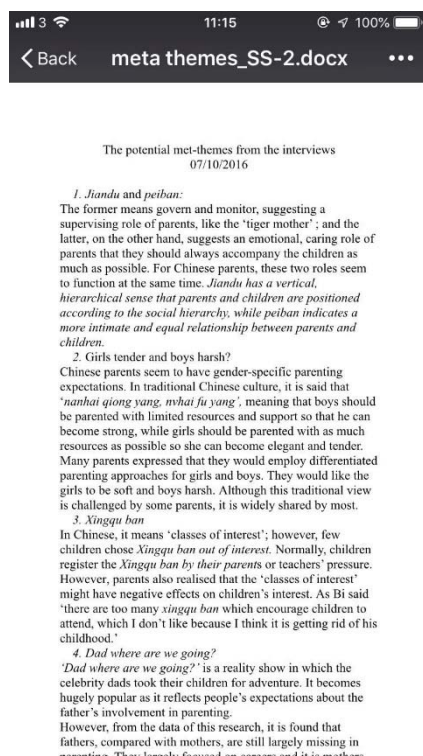 3
11:15
100%
Back
meta themes_SS-2.docx
The potential met-themes from the interviews
07/10/2016
1. Jiandu and peiban:
The former means govern and monitor, suggesting a
supervising role of parents, like the 'tiger mother' ; and the
latter, on the other hand, suggests an emotional, caring role of
parents that they should always accompany the children as
much as possible. For Chinese parents, these two roles seem
to function at the same time. Jiandu has a vertical,
hierarchical sense that parents and children are positioned
according to the social hierarchy, while peiban indicates a
more intimate and equal relationship between parents and
children.
2. Girls tender and boys harsh?
Chinese parents seem to have gender-specific parenting
expectations. In traditional Chinese culture, it is said that
'nanhai qiong yang, nvhai fu yang', meaning that boys should
be parented with limited resources and support so that he can
become strong, while girls should be parented with as much
resources as possible so she can become elegant and tender.
Many parents expressed that they would employ differentiated
parenting approaches for girls and boys. They would like the
girls to be soft and boys harsh. Although this traditional view
is challenged by some parents, it is widely shared by most.
3. Xingqu ban
In Chinese, it means 'classes of interest'; however, few
children chose Xingqu ban out of interest. Normally, children
register the Xingqu ban by their parents or teachers' pressure.
However, parents also realised that the 'classes of interest'
might have negative effects on children's interest. As Bi said
'there are too many xingqu ban which encourage children to
attend, which I don't like because I think it is getting rid of his
childhood.'
4. Dad where are we going?
'Dad where are we going?' is a reality show in which the
celebrity dads took their children for adventure. It becomes
hugely popular as it reflects people's expectations about the
father's involvement in parenting.
However, from the data of this research, it is found that
fathers, compared with mothers, are still largely missing in
parenting. They largely focused on careers and it is mothers